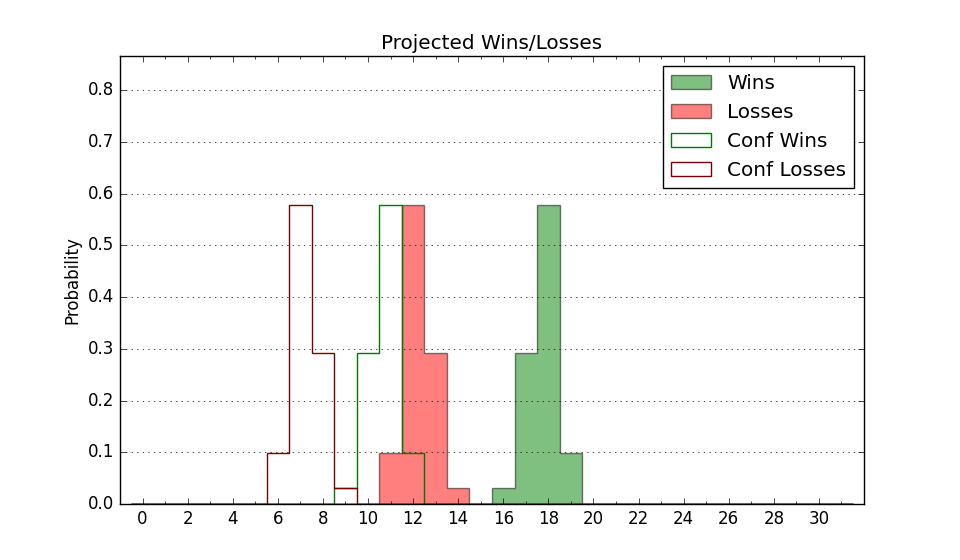 Projected Wins/Losses
Wins
Losses
Conf Wins
Conf Losses
Probability
0.8
0.7
0.6
0.5
0.4
0.3
0.2
0.1
0.0
0 2 4 6 8 10 12 14 16 18 20 22 24 26 28 30